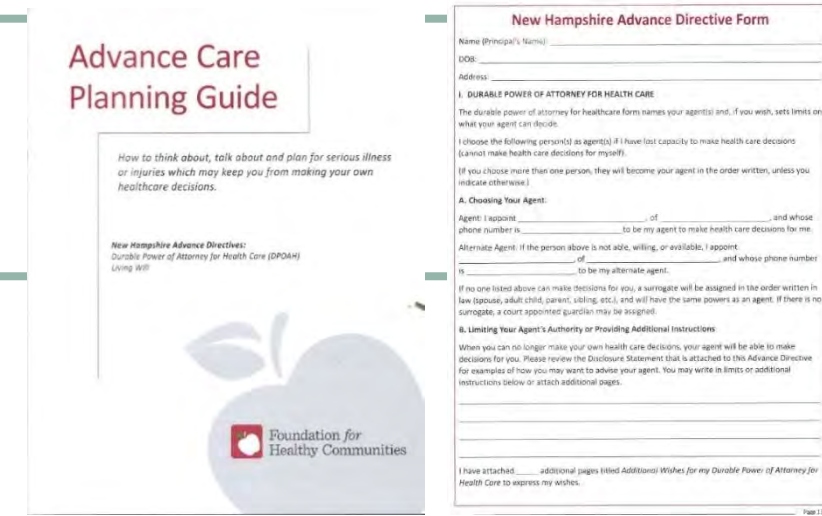 Advance Care
Planning Guide
How to think about, talk about and plan for serious illness
or injuries which may keep you from making your own
healthcare decisions.
New Hampshire Advance Directives:
Durable Power of Attorney for Health Care (DPOAH)
Living Will
Foundation for
Healthy Communities
New Hampshire Advance Directive Form
Name (Principal's Name):
DOB:
Address:
I. DURABLE POWER OF ATTORNEY FOR HEALTH CARE
The durable power of attorney for healthcare form names your agent(s) and, if you wish, sets limits on
what your agent can decide.
I choose the following person(s) as agent(s) if I have lost capacity to make health care decisions
(cannot make health care decisions for myself).
(If you choose more than one person, they will become your agent in the order written, unless you
indicate otherwise.)
A. Choosing Your Agent:
Agent: I appoint ____________________, of ____________________, and whose
phone number is ____________________ to be my agent to make health care decisions for me.
Alternate Agent: If the person above is not able, willing, or available, I appoint
____________________, of ____________________, and whose phone number
is ____________________ to be my alternate agent.
If no one listed above can make decisions for you, a surrogate will be assigned in the order written in
law (spouse, adult child, parent, sibling, etc.), and will have the same powers as an agent. If there is no
surrogate, a court appointed guardian may be assigned.
B. Limiting Your Agent's Authority or Providing Additional Instructions
When you can no longer make your own health care decisions, your agent will be able to make
decisions for you. Please review the Disclosure Statement that is attached to this Advance Directive
for examples of how you may want to advise your agent. You may write in limits or additional
instructions below or attach additional pages.
I have attached _____ additional pages titled Additional Wishes for my Durable Power of Attorney for
Health Care to express my wishes.